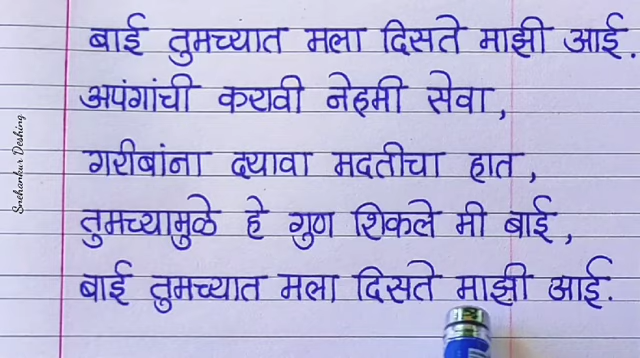 बाई तुमच्यात मला दिसते माझी आई.
अपंगांची करावी नेहमी सेवा,
गरीबांना द्यावा मदतीचा हात,
तुमच्यामुळे हे गुण शिकले मी बाई,
बाई तुमच्यात मला दिसते माझी आई.
Snehankur Deshing